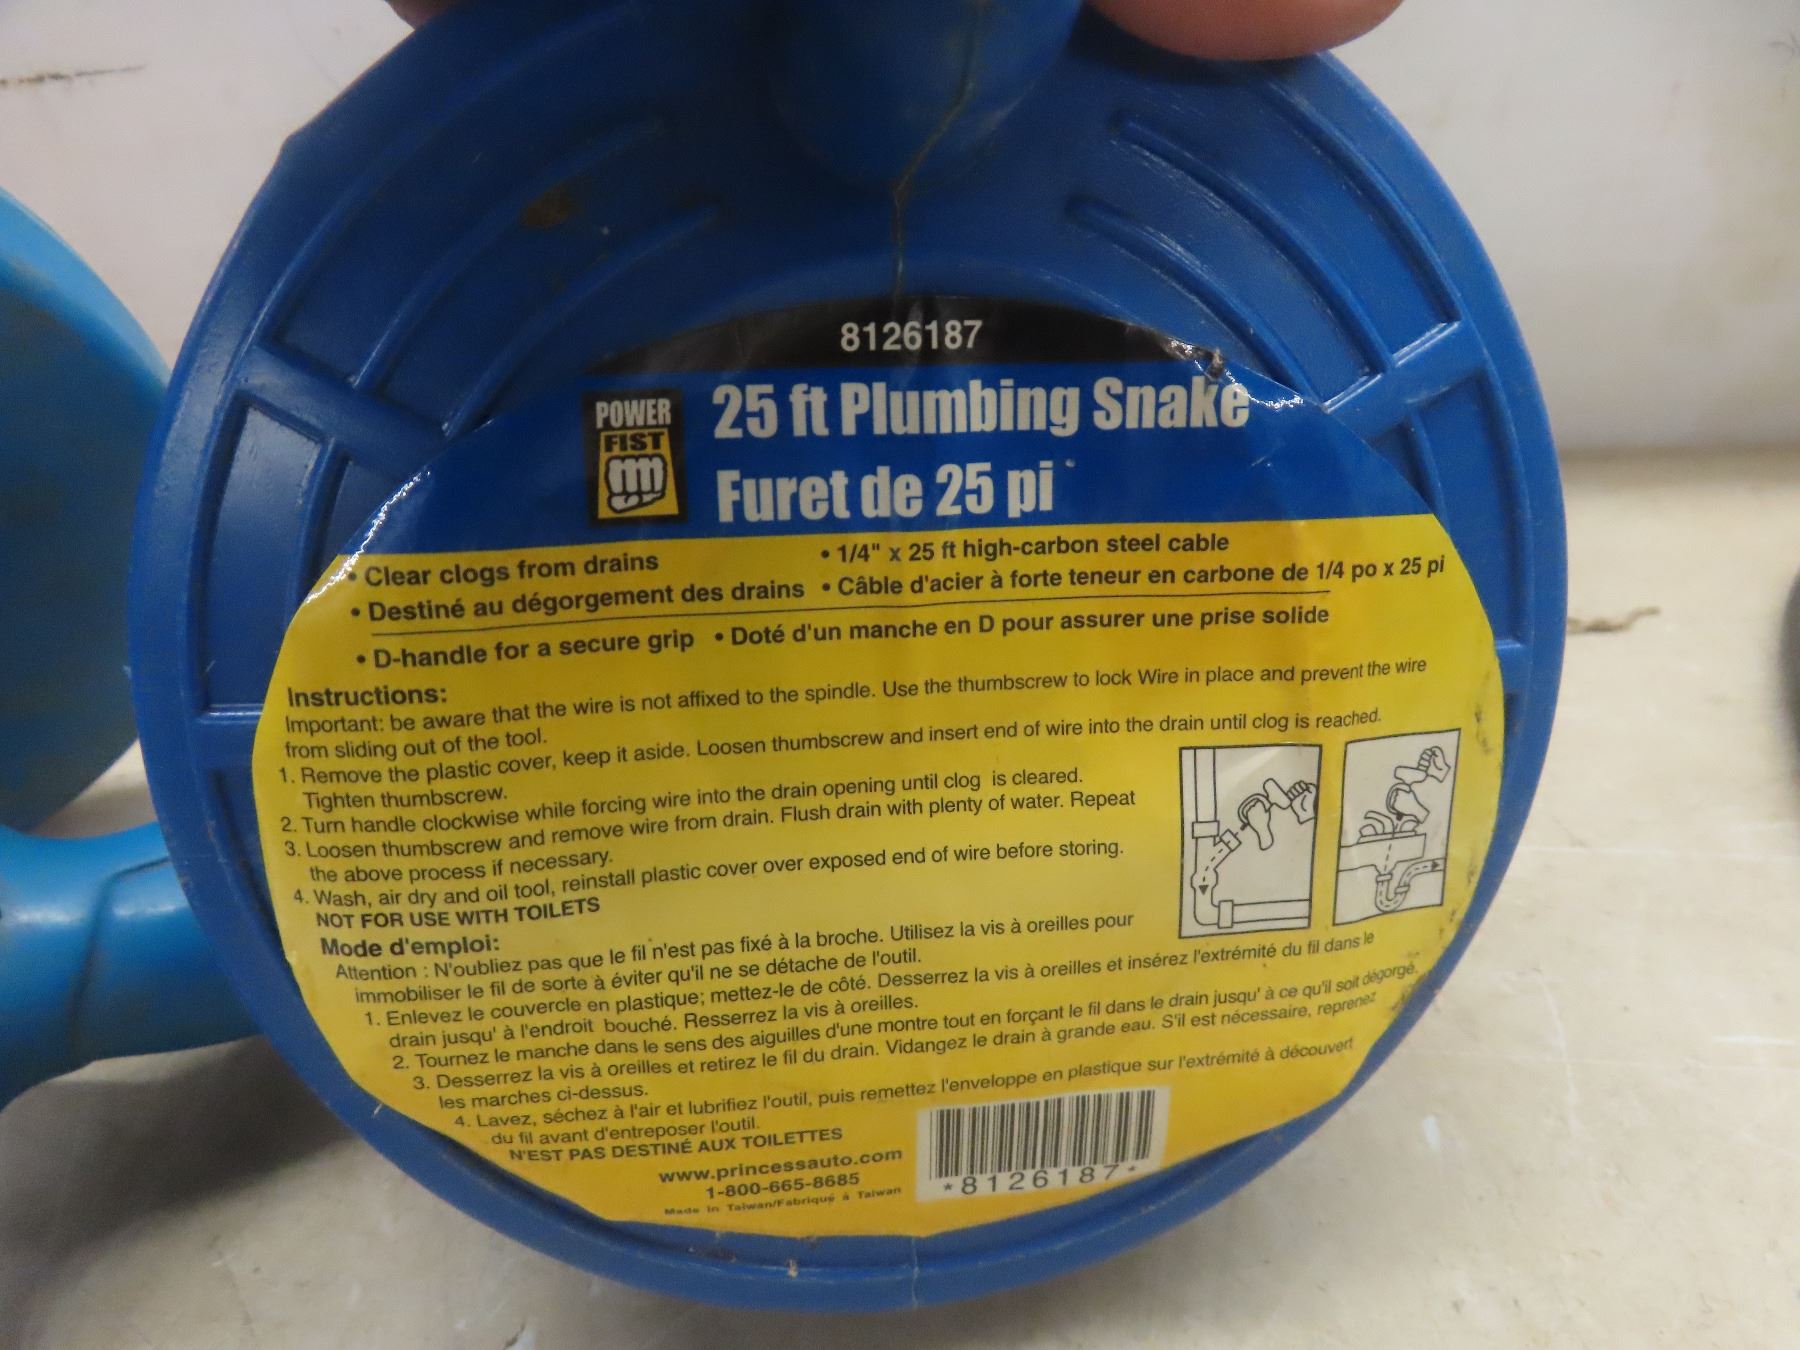 8126187
POWER
FIST
25 ft Plumbing Snake
Furet de 25 pi
• Clear clogs from drains • 1/4" x 25 ft high-carbon steel cable
• Destiné au dégorgement des drains • Câble d'acier à forte teneur en carbone de 1/4 po x 25 pi
• D-handle for a secure grip • Doté d'un manche en D pour assurer une prise solide
Instructions:
Important: be aware that the wire is not affixed to the spindle. Use the thumbscrew to lock Wire in place and prevent the wire
from sliding out of the tool.
1. Remove the plastic cover, keep it aside. Loosen thumbscrew and insert end of wire into the drain until clog is reached.
Tighten thumbscrew.
2. Turn handle clockwise while forcing wire into the drain opening until clog is cleared.
3. Loosen thumbscrew and remove wire from drain. Flush drain with plenty of water. Repeat
the above process if necessary.
4. Wash, air dry and oil tool, reinstall plastic cover over exposed end of wire before storing.
NOT FOR USE WITH TOILETS
Mode d'emploi:
Attention : N'oubliez pas que le fil n'est pas fixé à la broche. Utilisez la vis à oreilles pour
immobiliser le fil de sorte à éviter qu'il ne se détache de l'outil.
1. Enlevez le couvercle en plastique; mettez-le de côté. Desserrez la vis à oreilles et insérez l'extrémité du fil dans le
drain jusqu' à l'endroit bouché. Resserrez la vis à oreilles.
2. Tournez le manche dans le sens des aiguilles d'une montre tout en forçant le fil dans le drain jusqu' à ce qu'il soit dégorgé.
3. Desserrez la vis à oreilles et retirez le fil du drain. Vidangez le drain à grande eau. S'il est nécessaire, reprenez
les marches ci-dessus.
4. Lavez, séchez à l'air et lubrifiez l'outil, puis remettez l'enveloppe en plastique sur l'extrémité à découvert
du fil avant d'entreposer l'outil.
N'EST PAS DESTINÉ AUX TOILETTES
www.princessauto.com
1-800-665-8685
Made in Taiwan/Fabriqué à Taiwan
*8126187*